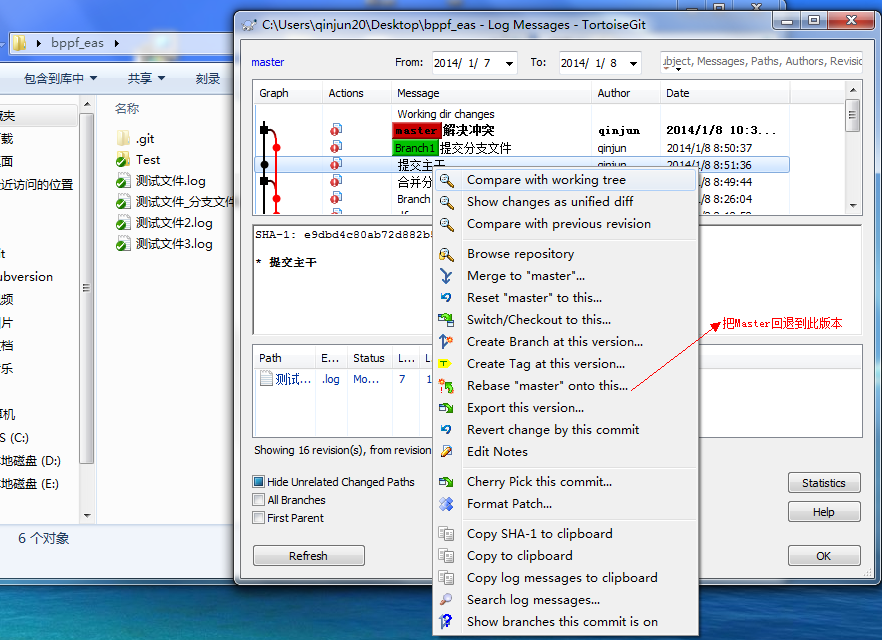 C:\Users\qinjun20\Desktop\bppf_eas - Log Messages - TortoiseGit
bppf_eas
包含到库中
共享
刻录
名称
.git
Test
测试文件.log
测试文件_分支文件
测试文件2.log
测试文件3.log
近访问的位置
ubversion
S (C:)
地磁盘 (D:)
地磁盘 (E:)
6 个对象
master
From: 2014/ 1/ 7
To: 2014/ 1/ 8
ubject, Messages, Paths, Authors, Revisio
Graph Actions Message Author Date
Working dir changes
master 解决冲突 qinjun 2014/1/8 10:3...
Branch1 提交分支文件 qinjun 2014/1/8 8:50:37
提交主干 qinjun 2014/1/8 8:51:36
合并分 /8 8:49:44
Branch /8 8:26:04
SHA-1: e9dbd4c80ab72d882b
* 提交主干
Path E... Status L... L
测试... .log Mo... 7 1
Showing 16 revision(s), from revision
Hide Unrelated Changed Paths
All Branches
First Parent
Refresh
Statistics
Help
OK
Compare with working tree
Show changes as unified diff
Compare with previous revision
Browse repository
Merge to "master"...
Reset "master" to this...
Switch/Checkout to this...
Create Branch at this version...
Create Tag at this version...
Rebase "master" onto this...
Export this version...
Revert change by this commit
Edit Notes
Cherry Pick this commit...
Format Patch...
Copy SHA-1 to clipboard
Copy to clipboard
Copy log messages to clipboard
Search log messages...
Show branches this commit is on
把Master回退到此版本